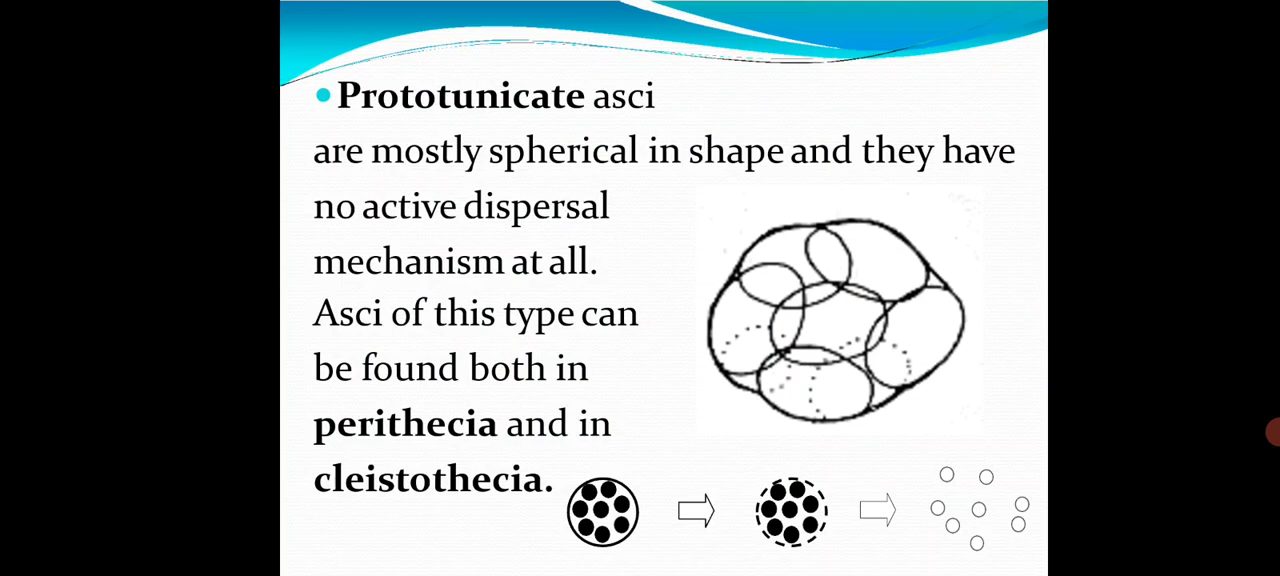 Prototunicate asci
are mostly spherical in shape and they have
no active dispersal
mechanism at all.
Asci of this type can
be found both in
perithecia and in
cleistothecia.